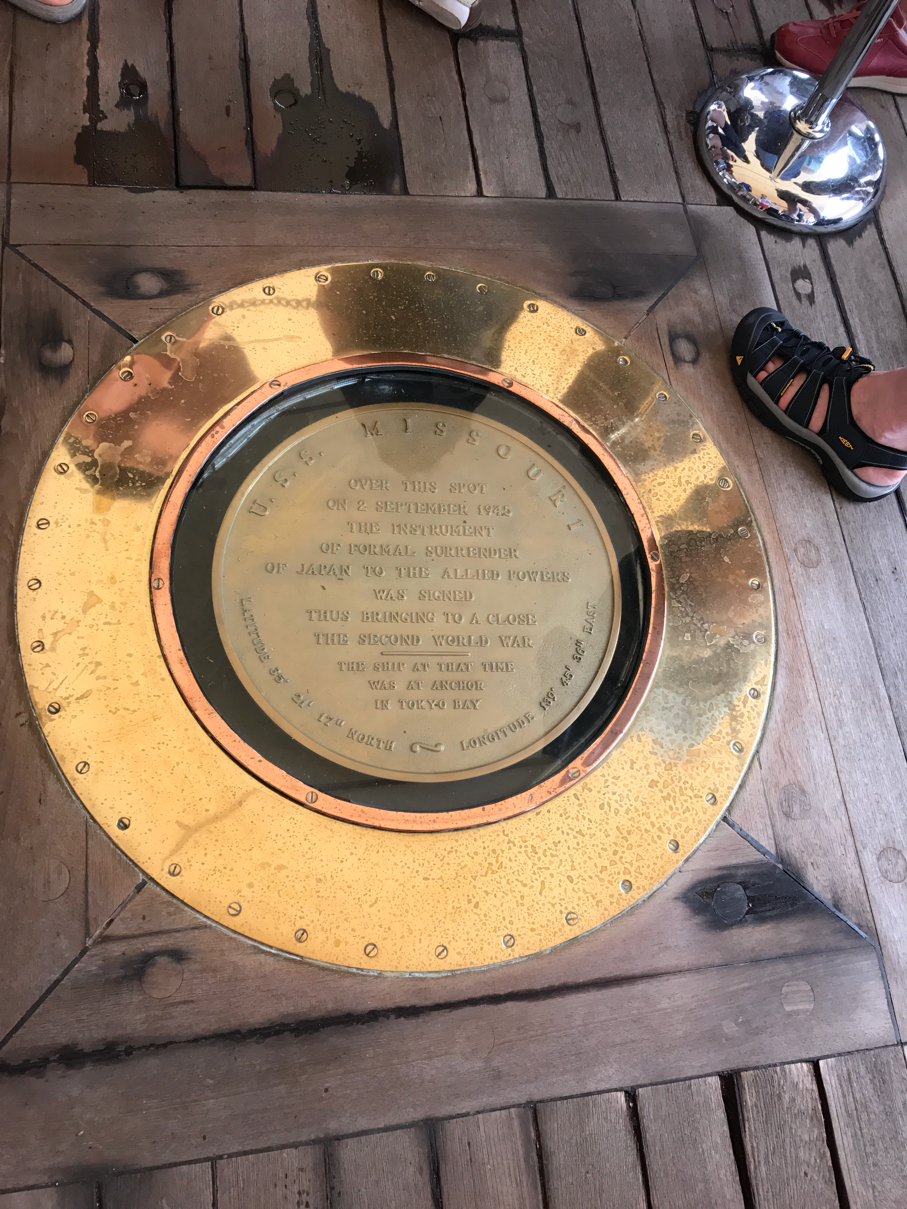 U.S.S. MISSOURI
OVER THIS SPOT
ON 2 SEPTEMBER 1945
THE INSTRUMENT
OF FORMAL SURRENDER
OF JAPAN TO THE ALLIED POWERS
WAS SIGNED
THUS BRINGING TO A CLOSE
THE SECOND WORLD WAR
THE SHIP AT THAT TIME
WAS AT ANCHOR
IN TOKYO BAY
LATITUDE 35° 21' 17" NORTH ~ LONGITUDE 139° 45' 36" EAST